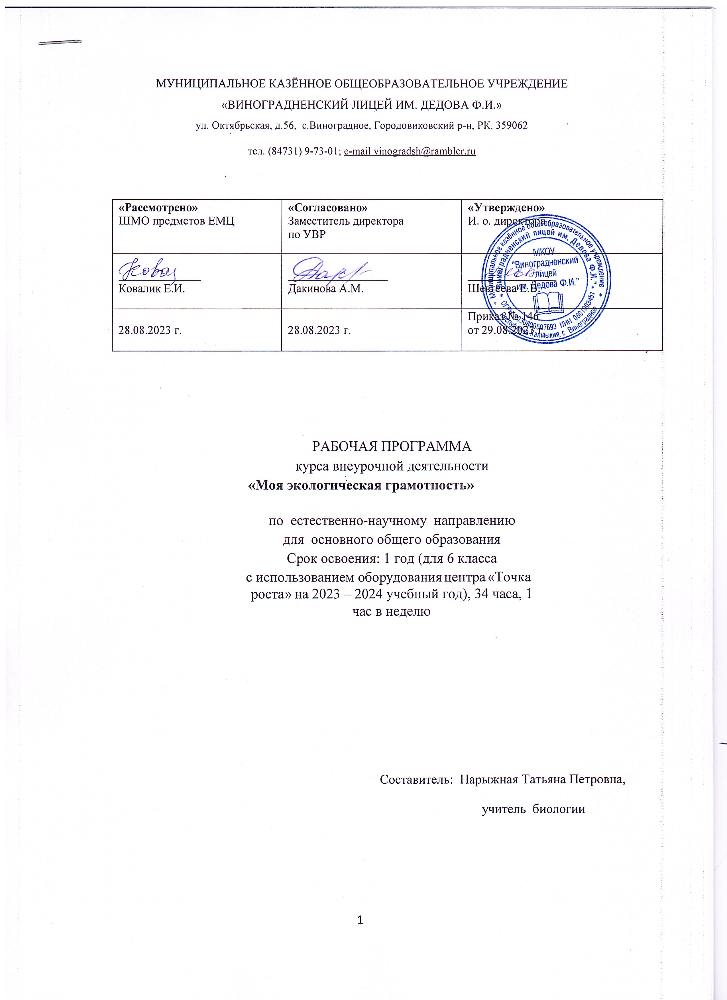 МУНИЦИПАЛЬНОЕ КАЗЁННОЕ ОБЩЕОБРАЗОВАТЕЛЬНОЕ УЧРЕЖДЕНИЕ
«ВИНОГРАДНЕНСКИЙ ЛИЦЕЙ ИМ. ДЕДОВА Ф.И.»
ул. Октябрьская, д.56, с.Виноградное, Городовиковский р-н, РК, 359062
тел. (84731) 9-73-01; e-mail vinogradsh@rambler.ru
«Рассмотрено»
ШМО предметов ЕМЦ
«Согласовано»
Заместитель директора
по УВР
«Утверждено»
И. о. директора
Ковалик Е.И.
Дакинова А.М.
Шевгеева Е.В.
28.08.2023 г.
28.08.2023 г.
Приказ № 146
от 29.08.2023 г.
* Муниципальное казённое общеобразовательное учреждение *
Республика Калмыкия, с Виноградное
"Виноградненский лицей им. Дедова Ф.И." *
* ОГРН 1030800507693 ИНН 0801003451 *
МКОУ
"Виноградненский
лицей
им. Дедова Ф.И."
РАБОЧАЯ ПРОГРАММА
курса внеурочной деятельности
«Моя экологическая грамотность»
по естественно-научному направлению
для основного общего образования
Срок освоения: 1 год (для 6 класса
с использованием оборудования центра «Точка
роста» на 2023 – 2024 учебный год), 34 часа, 1
час в неделю
Составитель: Нарыжная Татьяна Петровна,
учитель биологии
1